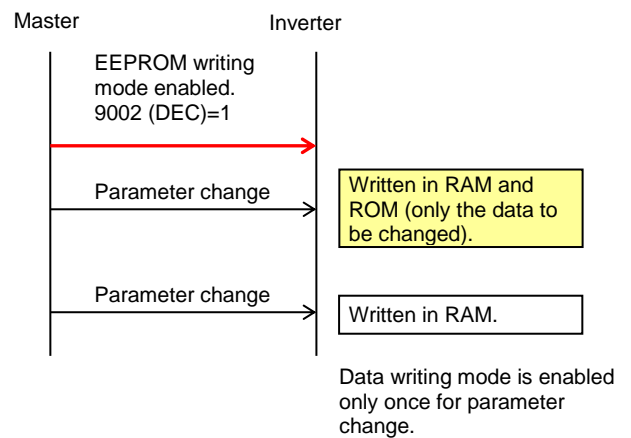 Master
Inverter
EEPROM writing
mode enabled.
9002 (DEC)=1
Parameter change
Written in RAM and
ROM (only the data to
be changed).
Parameter change
Written in RAM.
Data writing mode is enabled
only once for parameter
change.